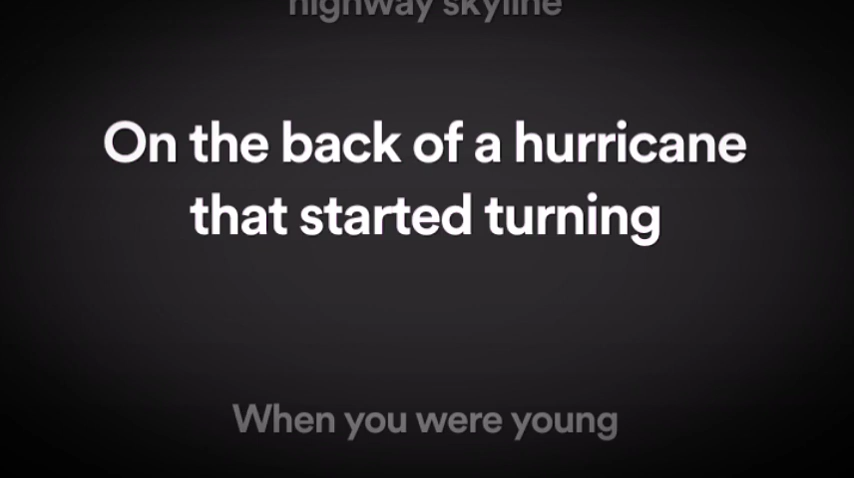 highway skyline
On the back of a hurricane
that started turning
When you were young